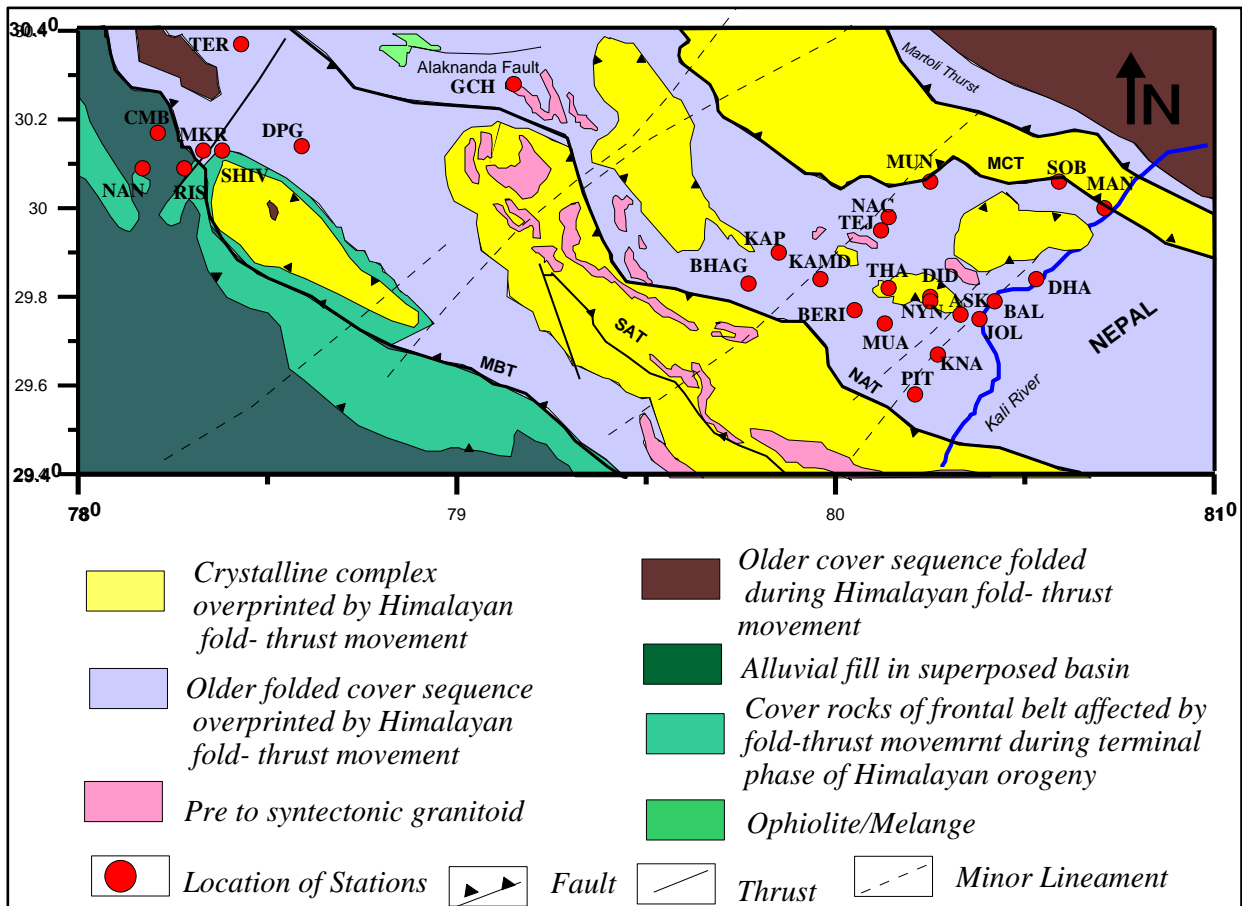 30.4⁰
TER
Alaknanda Fault
GCH
Martoli Thurst
N
30.2
CMB
MKR
DPG
MUN
MCT
SOB
MAN
NAN
RIS
SHIV
30
NAC
TEJ
KAP
KAMD
BHAG
THA
DID
DHA
29.8
BERI
NYN
ASK
BAL
JOL
NEPAL
MUA
SAT
KNA
MBT
NAT
PIT
29.6
Kali River
29.4⁰
78⁰
79
80
81⁰
Crystalline complex
overprinted by Himalayan
fold- thrust movement
Older folded cover sequence
overprinted by Himalayan
fold- thrust movement
Pre to syntectonic granitoid
Older cover sequence folded
during Himalayan fold- thrust
movement
Alluvial fill in superposed basin
Cover rocks of frontal belt affected by
fold-thrust movemrnt during terminal
phase of Himalayan orogeny
Ophiolite/Melange
Location of Stations
Fault
Thrust
Minor Lineament